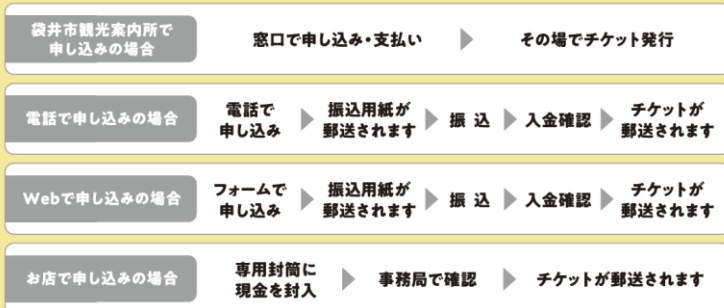 袋井市観光案内所で
申し込みの場合
窓口で申し込み・支払い
その場でチケット発行
電話で申し込みの場合
電話で
申し込み
振込用紙が
郵送されます
振 込
入金確認
チケットが
郵送されます
Webで申し込みの場合
フォームで
申し込み
振込用紙が
郵送されます
振 込
入金確認
チケットが
郵送されます
お店で申し込みの場合
専用封筒に
現金を封入
事務局で確認
チケットが郵送されます